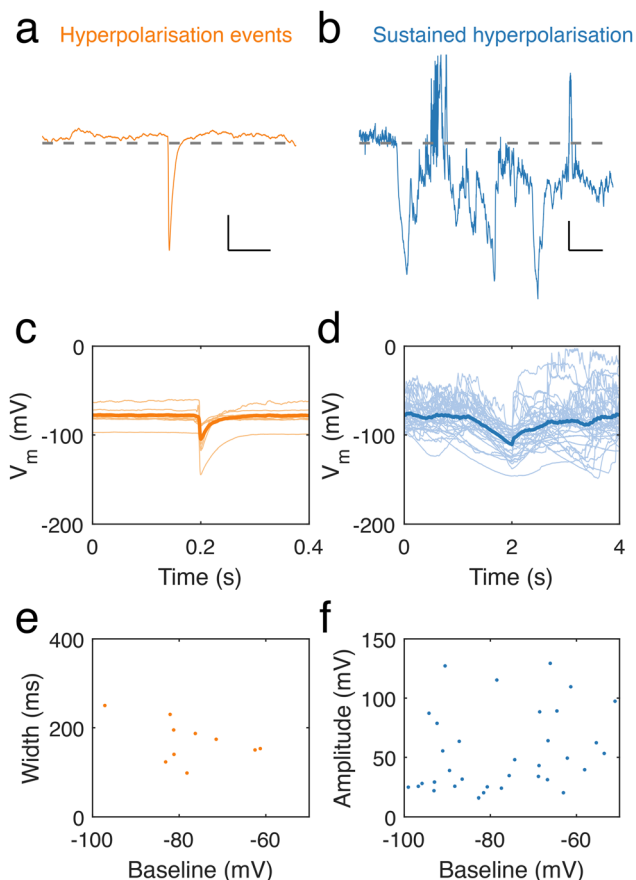 a Hyperpolarisation events
b Sustained hyperpolarisation
c
0
-100
-200
Vm (mV)
0 0.2 0.4
Time (s)
d
0
-100
-200
Vm (mV)
0 2 4
Time (s)
e
400
200
0
Width (ms)
-100 -80 -60
Baseline (mV)
f
150
100
50
0
Amplitude (mV)
-100 -80 -60
Baseline (mV)